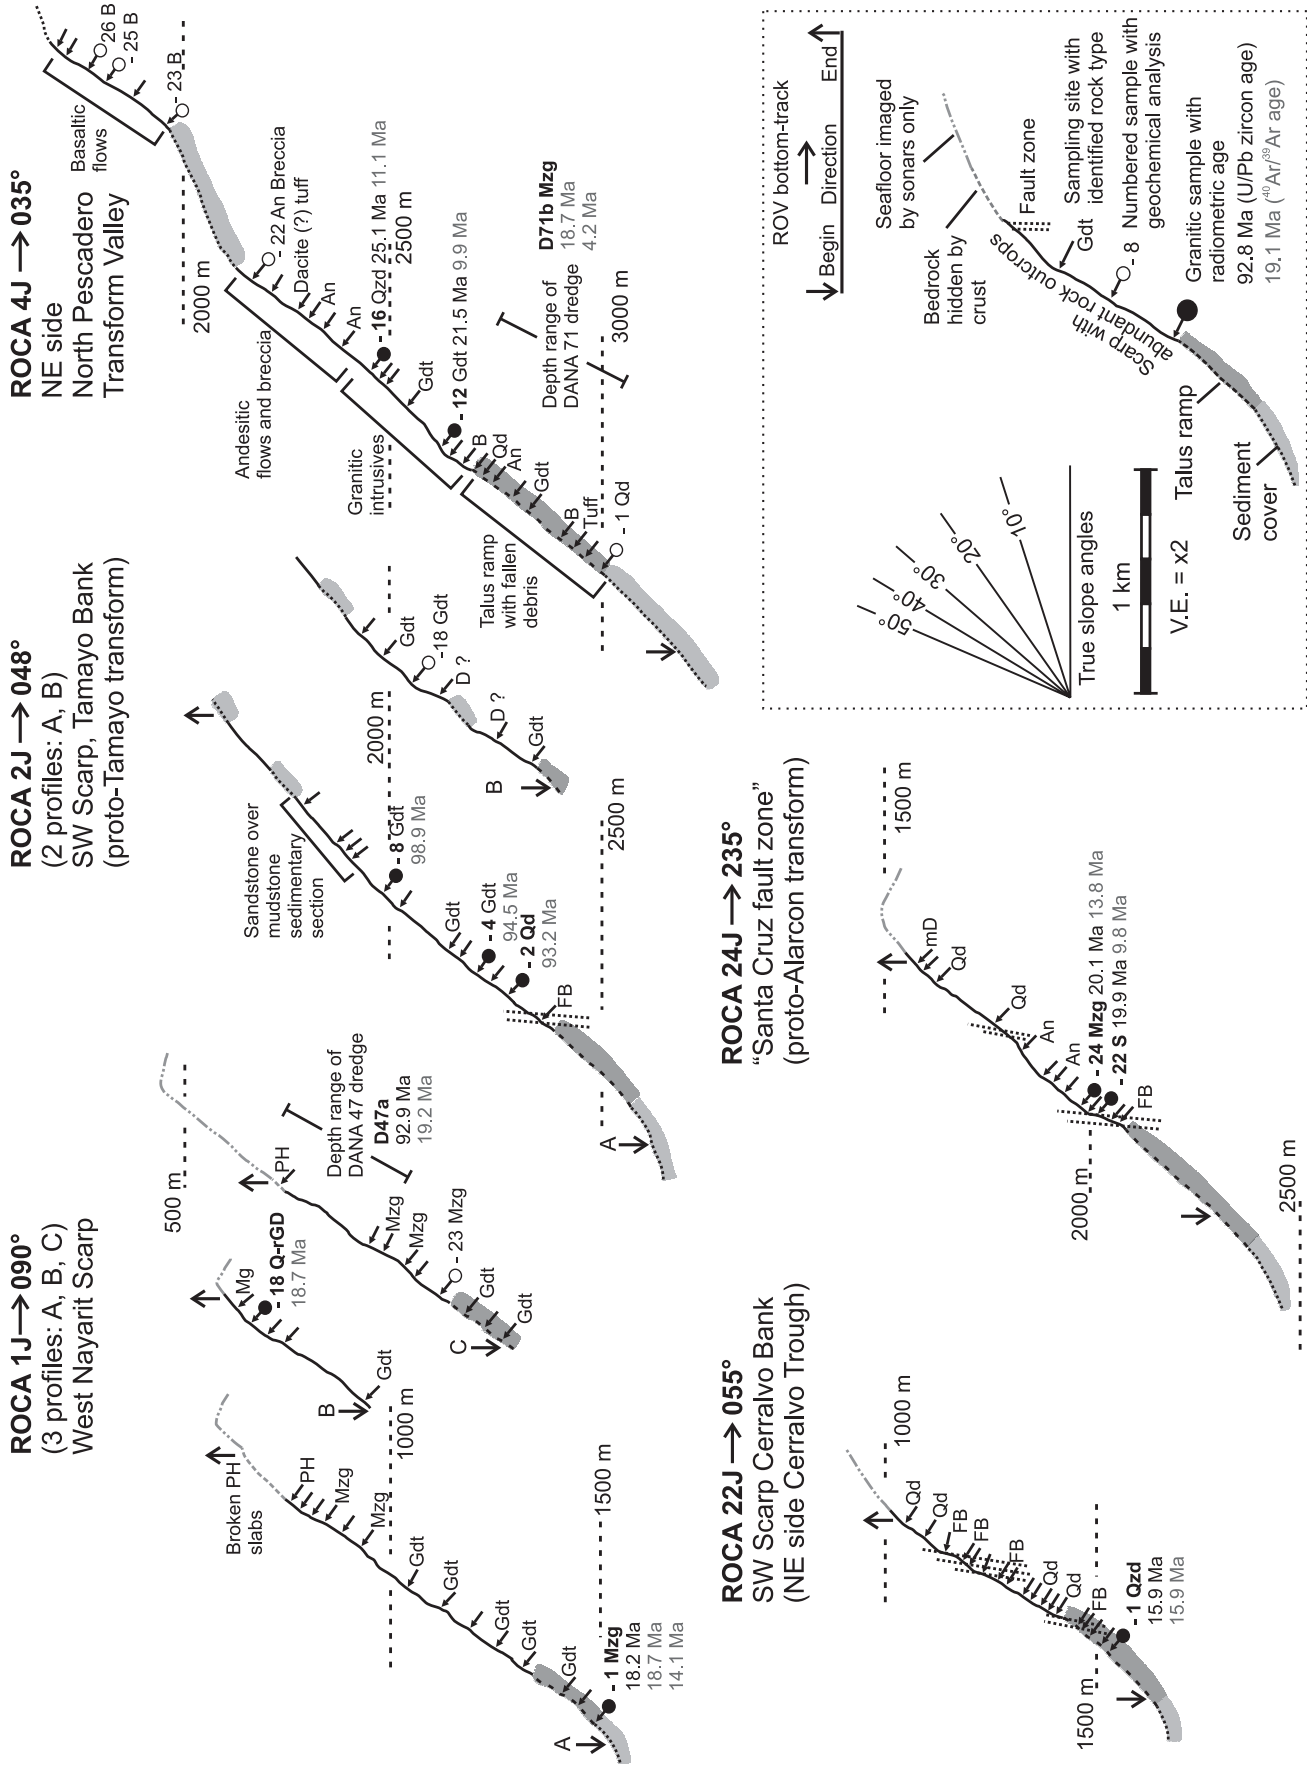 ROCA 1J → 090°
(3 profiles: A, B, C)
West Nayarit Scarp
500 m
1000 m
1500 m
Broken PH
slabs
PH
Mzg
Mzg
Gdt
Gdt
Gdt
Gdt
Gdt
A
- 1 Mzg
18.2 Ma
18.7 Ma
14.1 Ma
B
Mg
- 18 Q-rGD
18.7 Ma
Gdt
C
PH
Mzg
Mzg
- 23 Mzg
Gdt
Gdt
Depth range of
DANA 47 dredge
D47a
92.9 Ma
19.2 Ma
ROCA 2J → 048°
(2 profiles: A, B)
SW Scarp, Tamayo Bank
(proto-Tamayo transform)
Sandstone over
mudstone
sedimentary
section
2000 m
2500 m
- 8 Gdt
98.9 Ma
Gdt
- 4 Gdt
94.5 Ma
- 2 Qd
93.2 Ma
FB
A
B
Gdt
-18 Gdt
D ?
D ?
Gdt
ROCA 4J → 035°
NE side
North Pescadero
Transform Valley
Basaltic
flows
26 B
- 25 B
- 23 B
2000 m
Andesitic
flows and breccia
- 22 An Breccia
Dacite (?) tuff
An
An
- 16 Qzd 25.1 Ma 11.1 Ma
2500 m
Granitic
intrusives
Gdt
- 12 Gdt 21.5 Ma 9.9 Ma
B
Qd
An
Gdt
B
Tuff
- 1 Qd
Talus ramp
with fallen
debris
Depth range of
DANA 71 dredge
D71b Mzg
18.7 Ma
4.2 Ma
3000 m
ROCA 22J → 055°
SW Scarp Cerralvo Bank
(NE side Cerralvo Trough)
1000 m
1500 m
Qd
Qd
FB
FB
FB
Qd
Qd
FB
- 1 Qzd
15.9 Ma
15.9 Ma
ROCA 24J → 235°
“Santa Cruz fault zone”
(proto-Alarcon transform)
1500 m
2000 m
2500 m
mD
Qd
Qd
An
An
- 24 Mzg 20.1 Ma 13.8 Ma
- 22 S 19.9 Ma 9.8 Ma
FB
50°
40°
30°
20°
10°
True slope angles
1 km
V.E. = x2
ROV bottom-track
Begin Direction End
Seafloor imaged
by sonars only
Bedrock
hidden by
crust
Fault zone
Scarp with
abundant rock outcrops
Gdt
Sampling site with
identified rock type
- 8
Numbered sample with
geochemical analysis
Granitic sample with
radiometric age
92.8 Ma (U/Pb zircon age)
19.1 Ma (⁴⁰Ar/³⁹Ar age)
Talus ramp
Sediment
cover